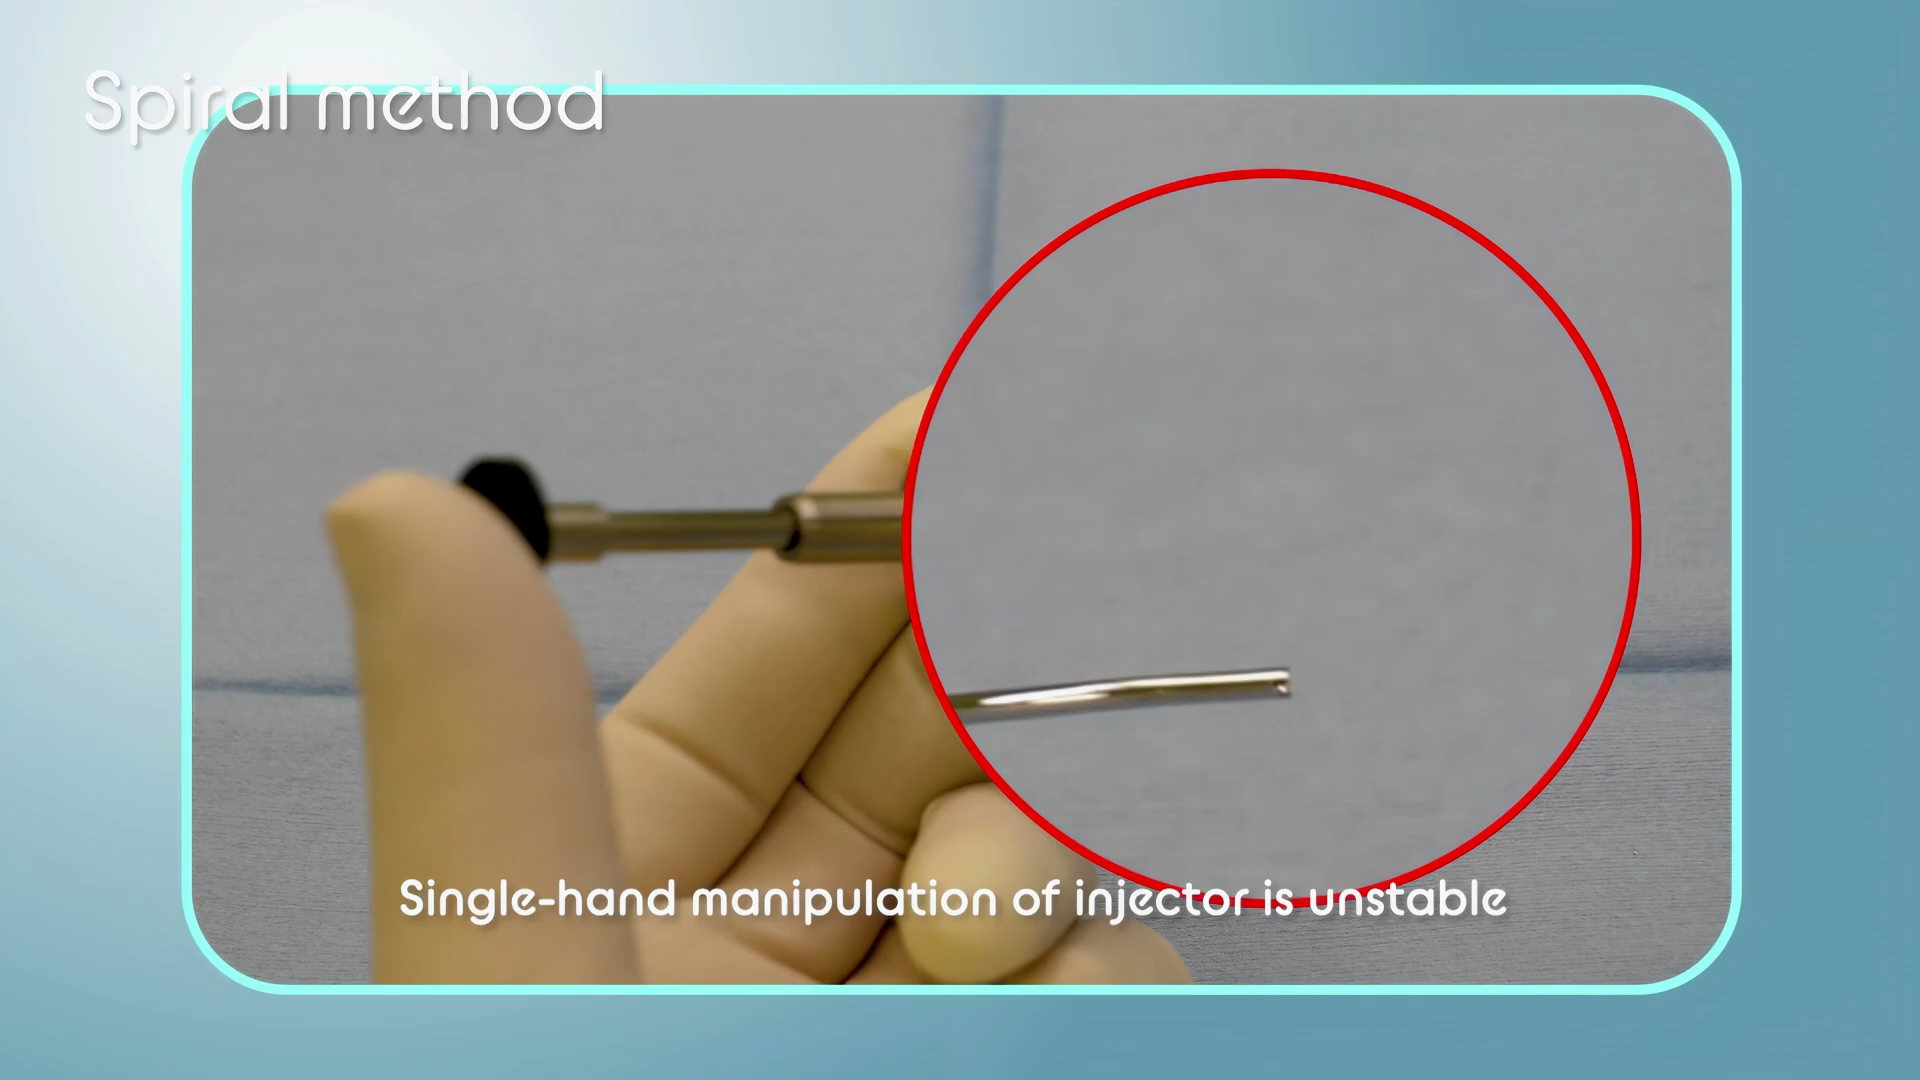 Spiral method
Single-hand manipulation of injector is unstable